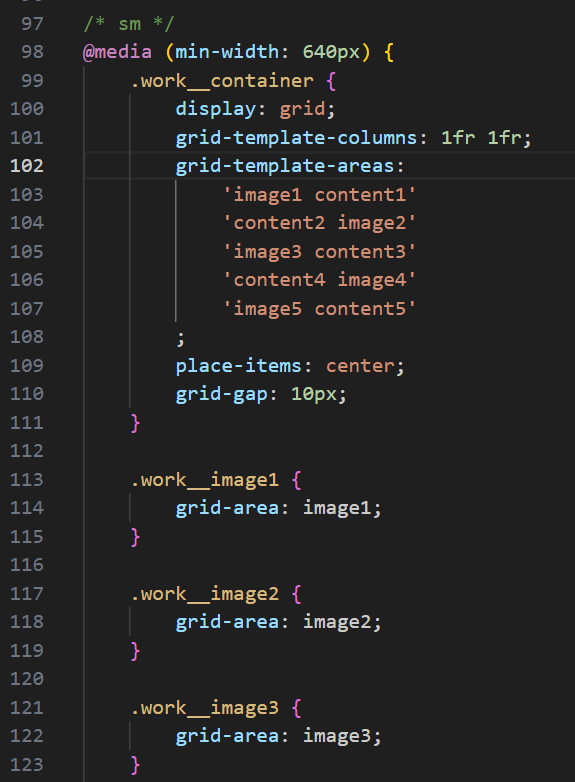 97 /* sm */
98 @media (min-width: 640px) {
99 .work__container {
100 display: grid;
101 grid-template-columns: 1fr 1fr;
102 grid-template-areas:
103 'image1 content1'
104 'content2 image2'
105 'image3 content3'
106 'content4 image4'
107 'image5 content5'
108 ;
109 place-items: center;
110 grid-gap: 10px;
111 }
112
113 .work__image1 {
114 grid-area: image1;
115 }
116
117 .work__image2 {
118 grid-area: image2;
119 }
120
121 .work__image3 {
122 grid-area: image3;
123 }